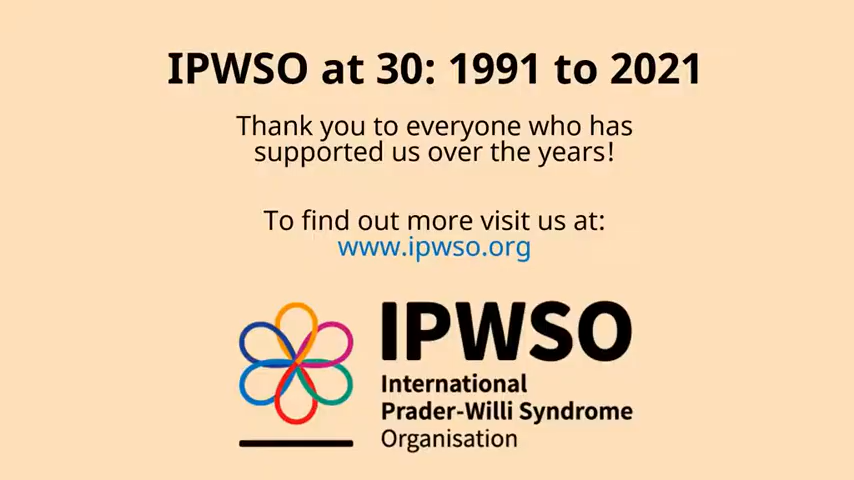 IPWSO at 30: 1991 to 2021
Thank you to everyone who has
supported us over the years!
To find out more visit us at:
www.ipwso.org
IPWSO
International
Prader-Willi Syndrome
Organisation